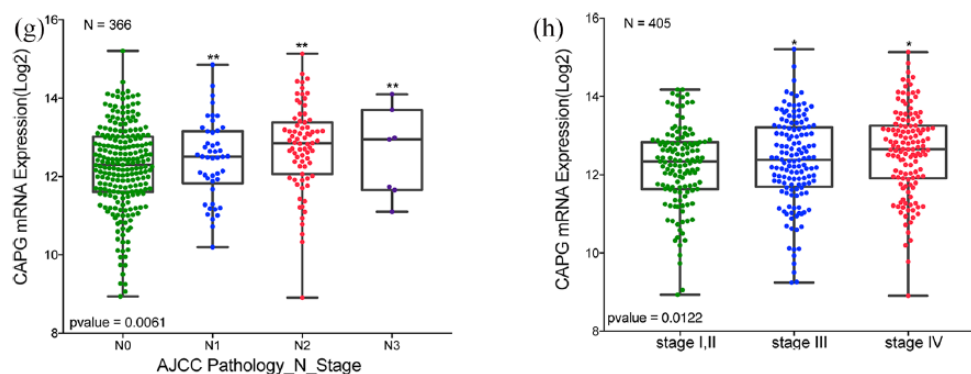 (g)
CAPG mRNA Expression(Log2)
16
14
12
10
8
N = 366
**
**
**
pvalue = 0.0061
N0 N1 N2 N3
AJCC Pathology_N_Stage
(h)
CAPG mRNA Expression(Log2)
16
14
12
10
8
N = 405
*
*
pvalue = 0.0122
stage I,II stage III stage IV